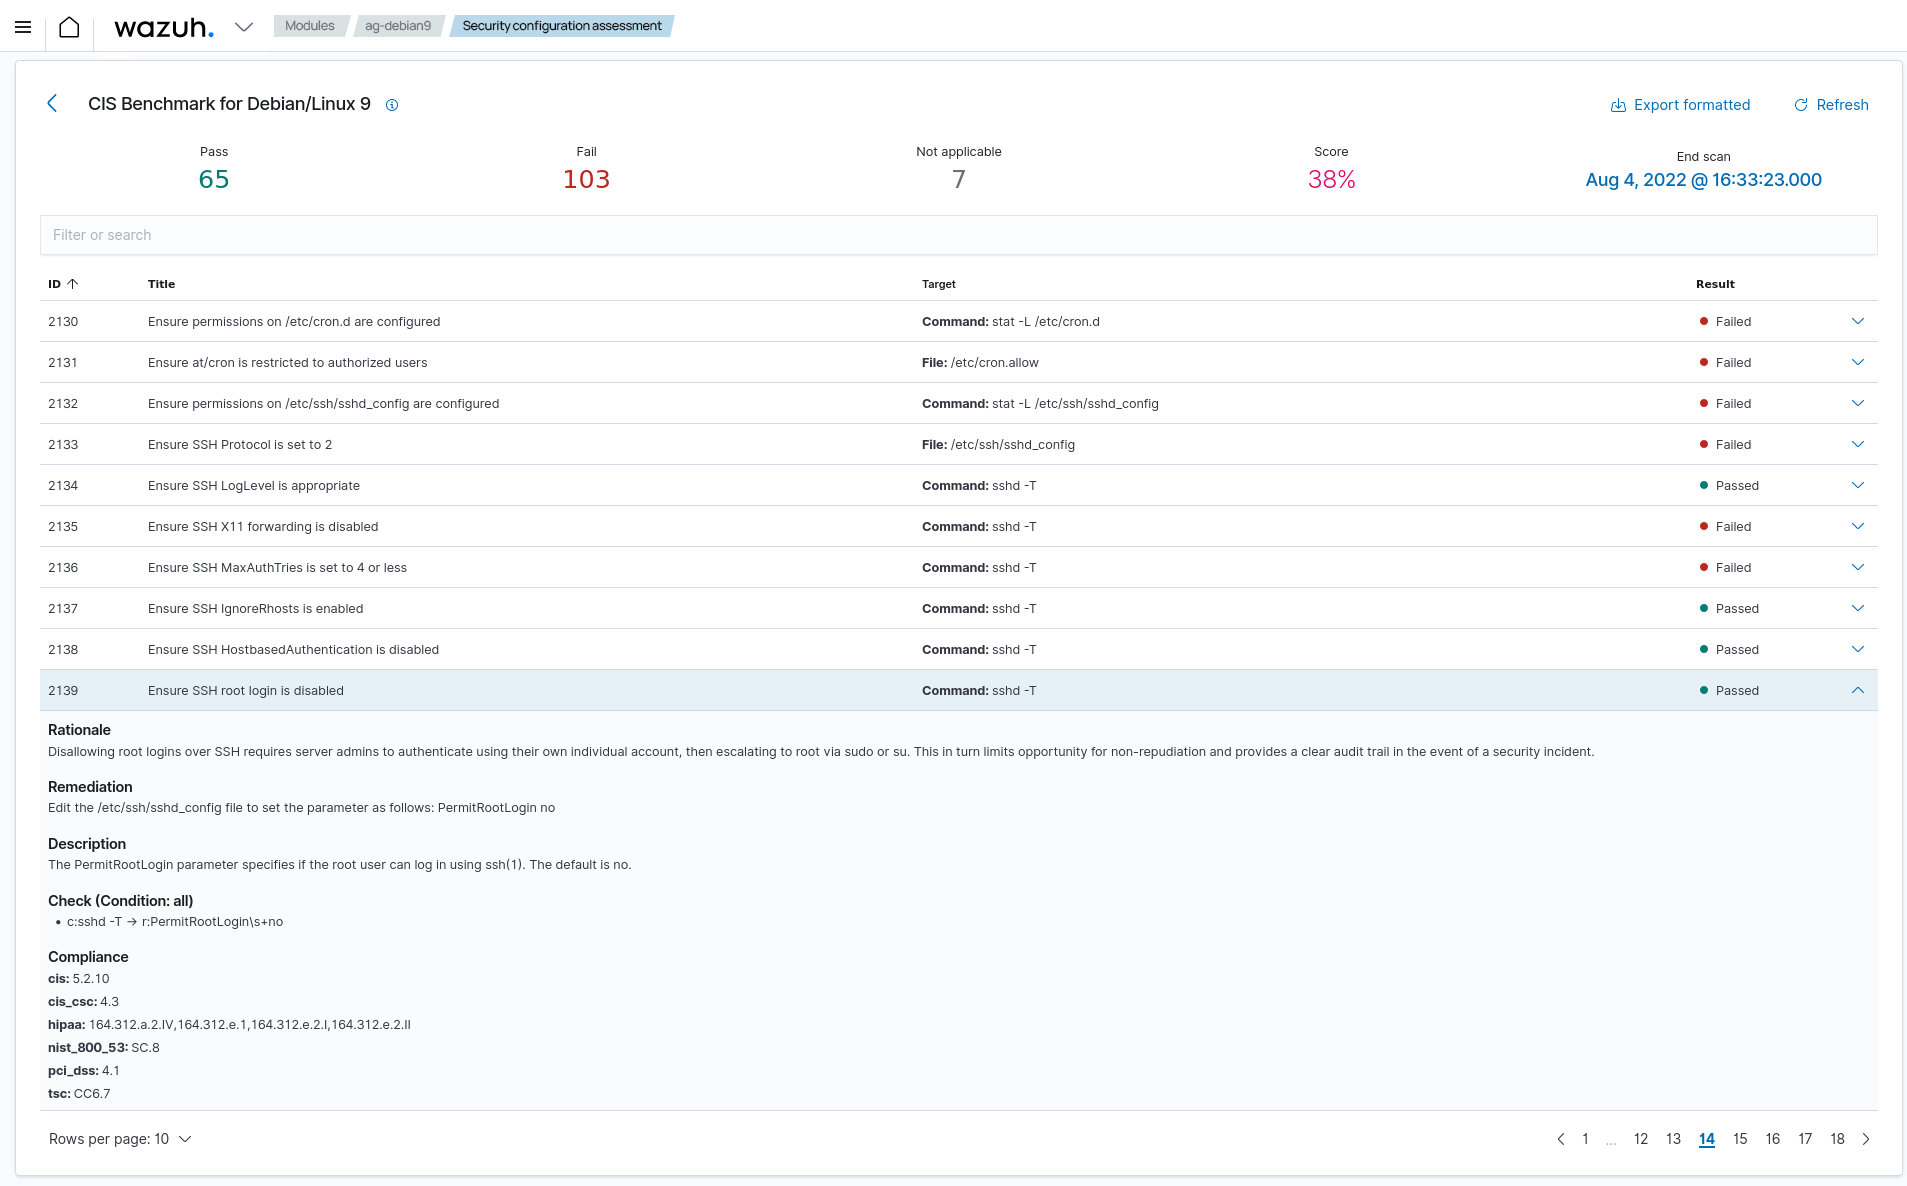 wazuh. Modules ag-debian9 Security configuration assessment
CIS Benchmark for Debian/Linux 9 Export formatted Refresh
Pass Fail Not applicable Score End scan
65 103 7 38% Aug 4, 2022 @ 16:33:23.000
Filter or search
ID Title Target Result
2130 Ensure permissions on /etc/cron.d are configured Command: stat -L /etc/cron.d Failed
2131 Ensure at/cron is restricted to authorized users File: /etc/cron.allow Failed
2132 Ensure permissions on /etc/ssh/sshd_config are configured Command: stat -L /etc/ssh/sshd_config Failed
2133 Ensure SSH Protocol is set to 2 File: /etc/ssh/sshd_config Failed
2134 Ensure SSH LogLevel is appropriate Command: sshd -T Passed
2135 Ensure SSH X11 forwarding is disabled Command: sshd -T Failed
2136 Ensure SSH MaxAuthTries is set to 4 or less Command: sshd -T Failed
2137 Ensure SSH IgnoreRhosts is enabled Command: sshd -T Passed
2138 Ensure SSH HostbasedAuthentication is disabled Command: sshd -T Passed
2139 Ensure SSH root login is disabled Command: sshd -T Passed
Rationale
Disallowing root logins over SSH requires server admins to authenticate using their own individual account, then escalating to root via sudo or su. This in turn limits opportunity for non-repudiation and provides a clear audit trail in the event of a security incident.
Remediation
Edit the /etc/ssh/sshd_config file to set the parameter as follows: PermitRootLogin no
Description
The PermitRootLogin parameter specifies if the root user can log in using ssh(1). The default is no.
Check (Condition: all)
• c:sshd -T → r:PermitRootLogin\s+no
Compliance
cis: 5.2.10
cis_csc: 4.3
hipaa: 164.312.a.2.IV,164.312.e.1,164.312.e.2.I,164.312.e.2.II
nist_800_53: SC.8
pci_dss: 4.1
tsc: CC6.7
Rows per page: 10 1 ... 12 13 14 15 16 17 18